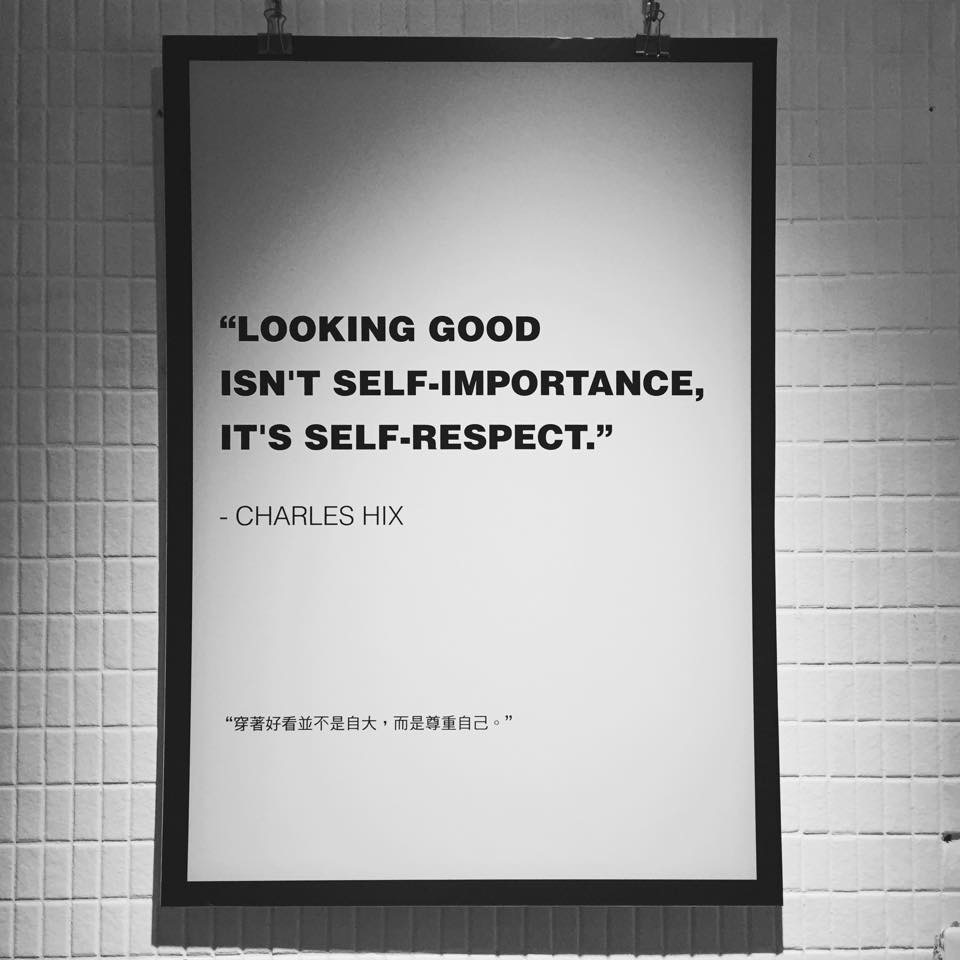 “LOOKING GOOD
ISN'T SELF-IMPORTANCE,
IT'S SELF-RESPECT.”
- CHARLES HIX
“穿著好看並不是自大，而是尊重自己。”